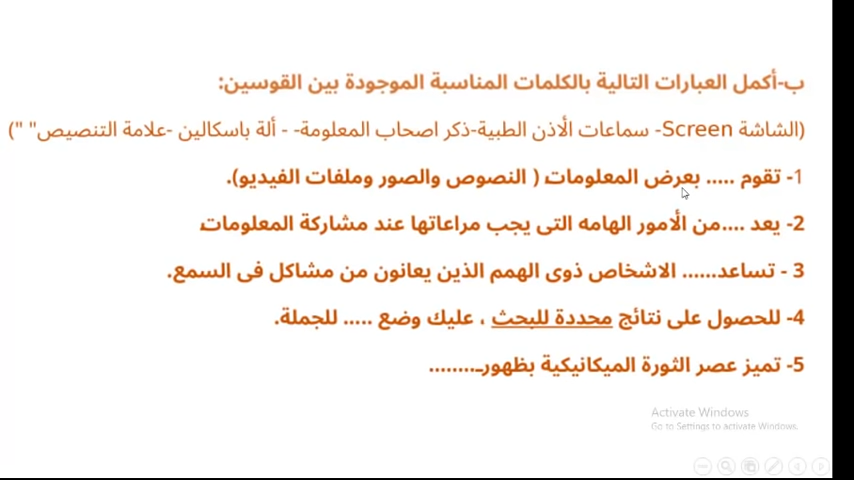 ب-أكمل العبارات التالية بالكلمات المناسبة الموجودة بين القوسين:
(الشاشة Screen- سماعات الأذن الطبية-ذكر اصحاب المعلومة- - ألة باسكالين -علامة التنصيص" ")
1- تقوم ..... بعرض المعلومات ( النصوص والصور وملفات الفيديو).
2- يعد ....من الأمور الهامه التى يجب مراعاتها عند مشاركة المعلومات
3 - تساعد...... الاشخاص ذوى الهمم الذين يعانون من مشاكل فى السمع.
4- للحصول على نتائج محددة للبحث ، عليك وضع ..... للجملة.
5- تميز عصر الثورة الميكانيكية بظهور........
Activate Windows
Go to Settings to activate Windows.